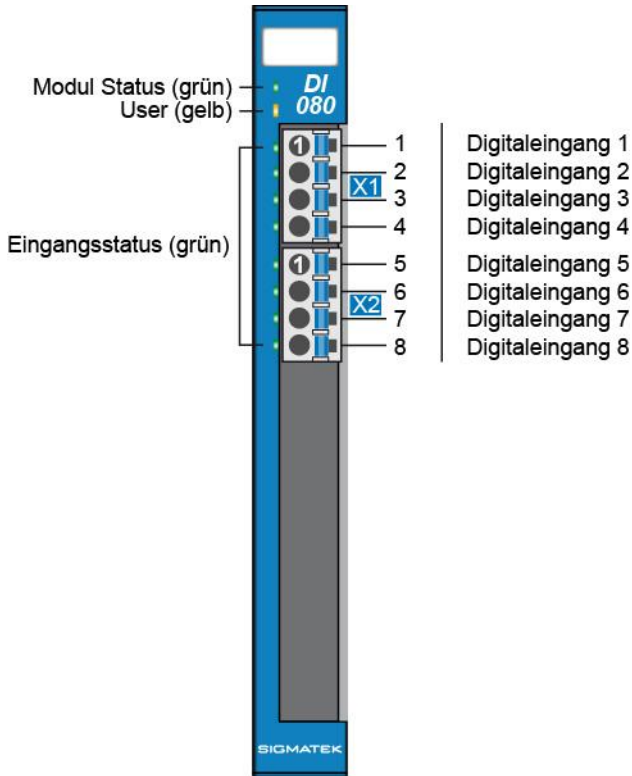 Modul Status (grün)
User (gelb)
DI
080
Eingangsstatus (grün)
1
X1
1 Digitaleingang 1
2 Digitaleingang 2
3 Digitaleingang 3
4 Digitaleingang 4
1
X2
5 Digitaleingang 5
6 Digitaleingang 6
7 Digitaleingang 7
8 Digitaleingang 8
SIGMATEK